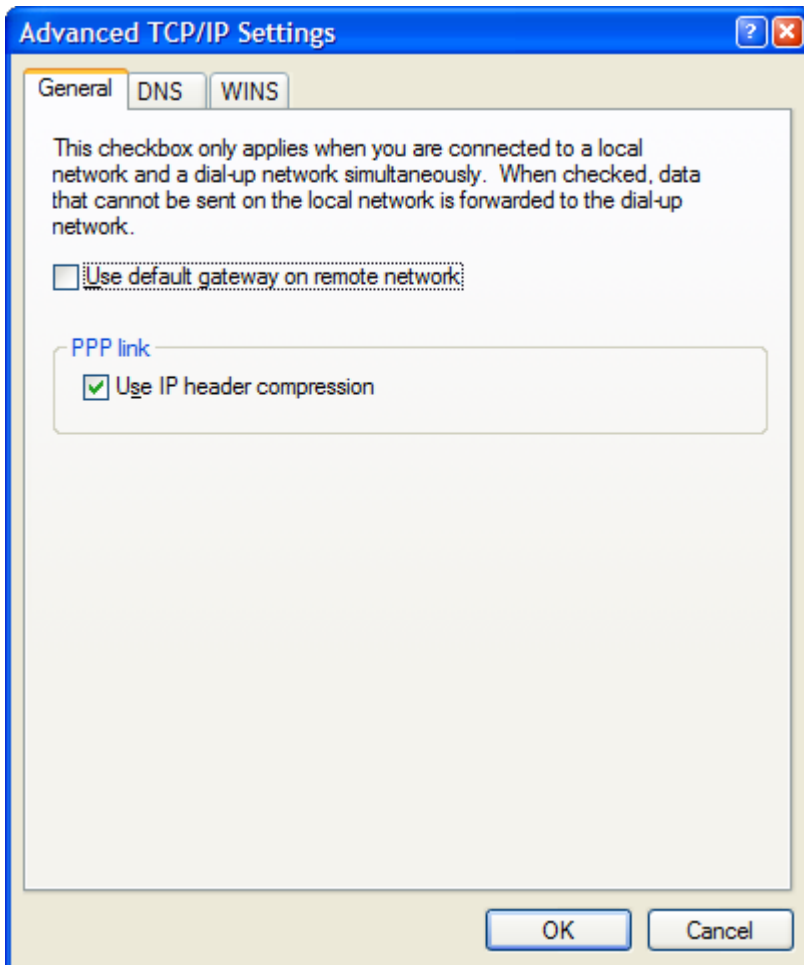 Advanced TCP/IP Settings
General DNS WINS
This checkbox only applies when you are connected to a local
network and a dial-up network simultaneously. When checked, data
that cannot be sent on the local network is forwarded to the dial-up
network.
Use default gateway on remote network
PPP link
Use IP header compression
OK Cancel